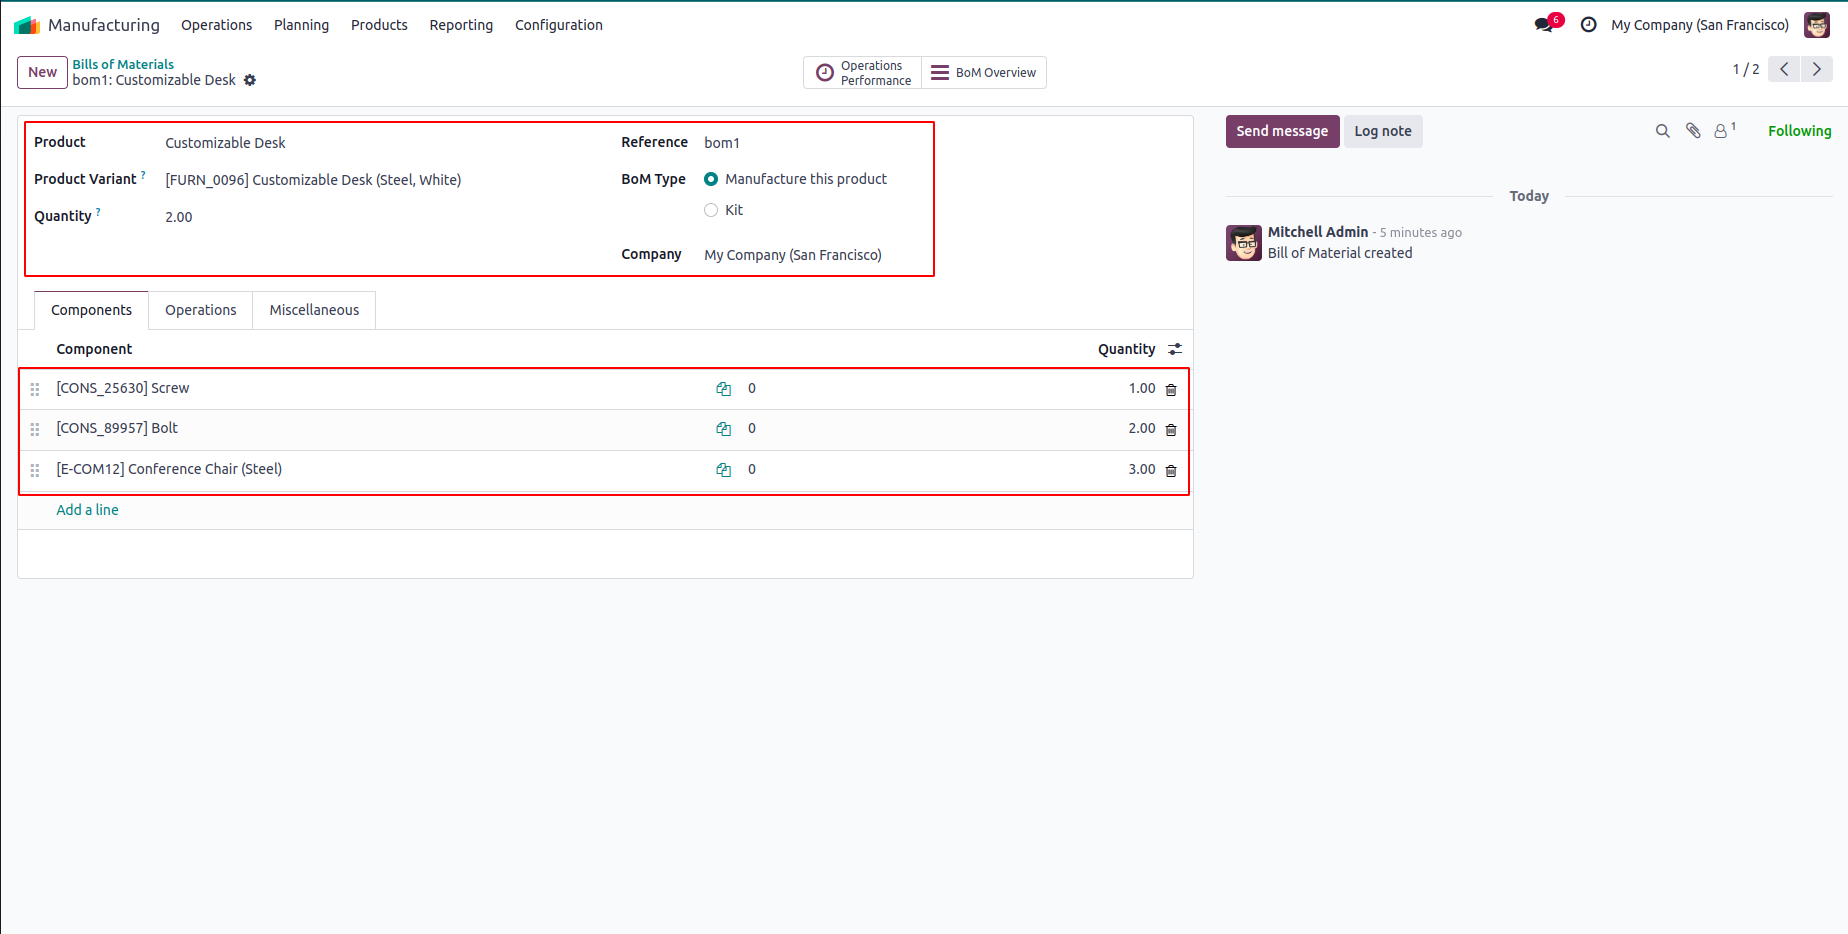 Manufacturing Operations Planning Products Reporting Configuration 6 My Company (San Francisco)
New Bills of Materials
bom1: Customizable Desk
Operations Performance BoM Overview 1 / 2
Product Customizable Desk Reference bom1
Product Variant ? [FURN_0096] Customizable Desk (Steel, White) BoM Type Manufacture this product
Quantity ? 2.00 Kit
Company My Company (San Francisco)
Components Operations Miscellaneous
Component Quantity
[CONS_25630] Screw 0 1.00
[CONS_89957] Bolt 0 2.00
[E-COM12] Conference Chair (Steel) 0 3.00
Add a line
Send message Log note 1 Following
Today
Mitchell Admin - 5 minutes ago
Bill of Material created